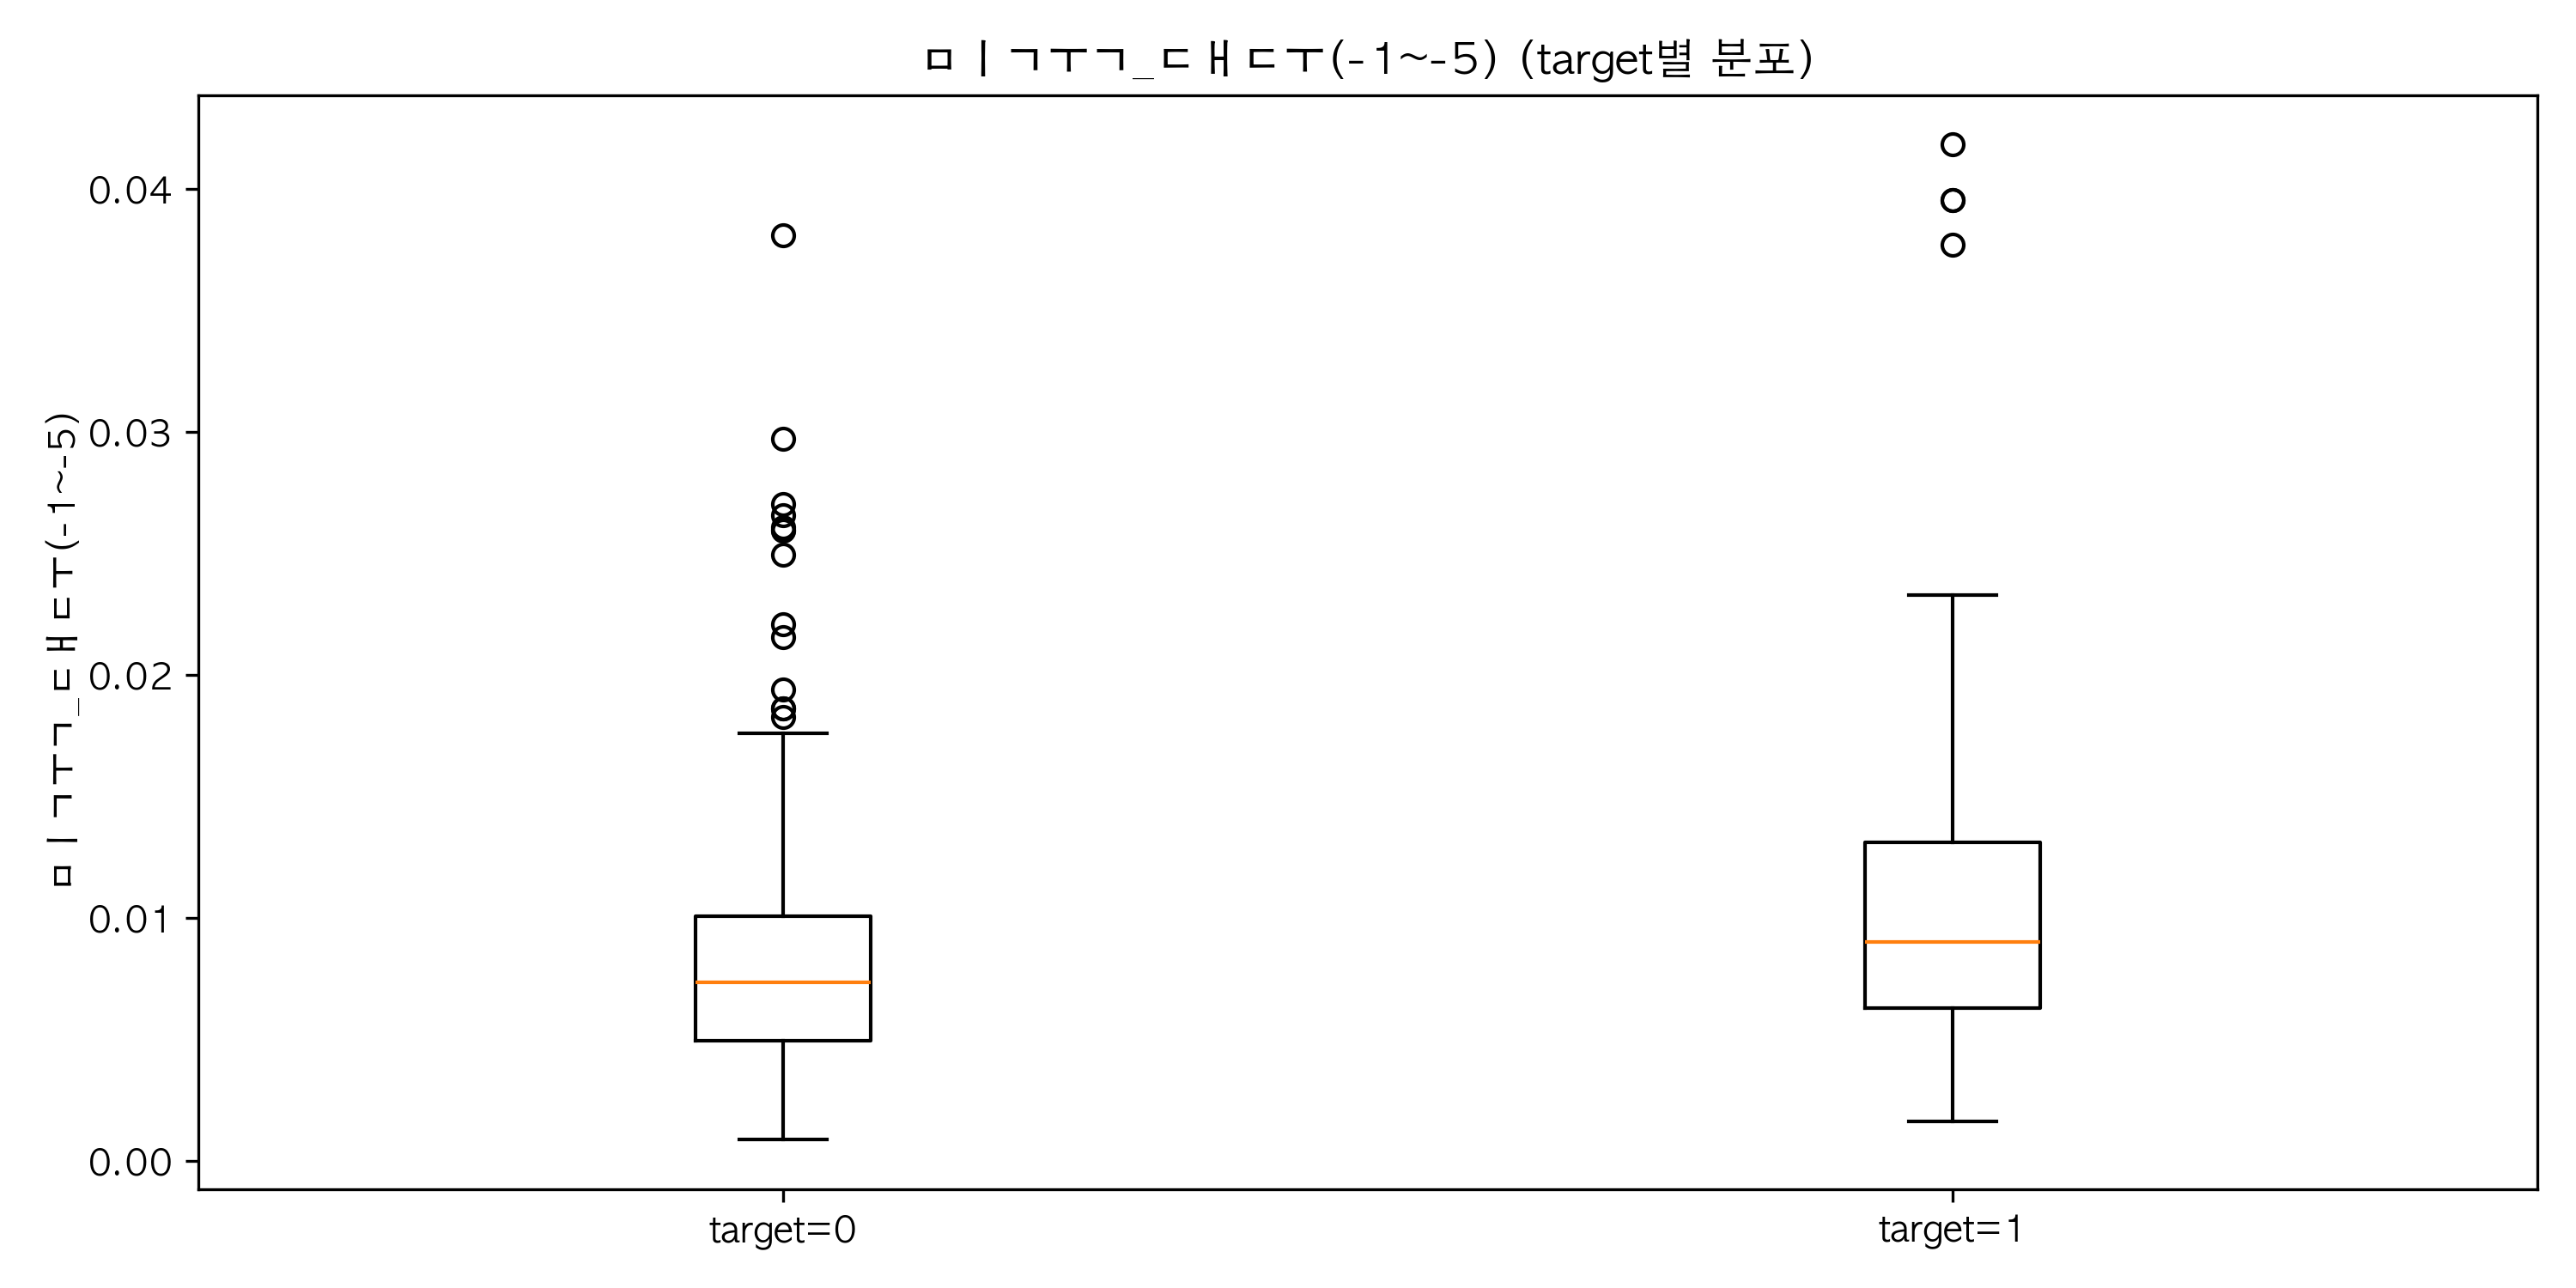 ㅁㅣㄱㅜㄱ_ㄷㅐㄷㅜ(-1~-5) (target별 분포)
ㅁㅣㄱㅜㄱ_ㄷㅐㄷㅜ(-1~-5)
0.04
0.03
0.02
0.01
0.00
target=0
target=1